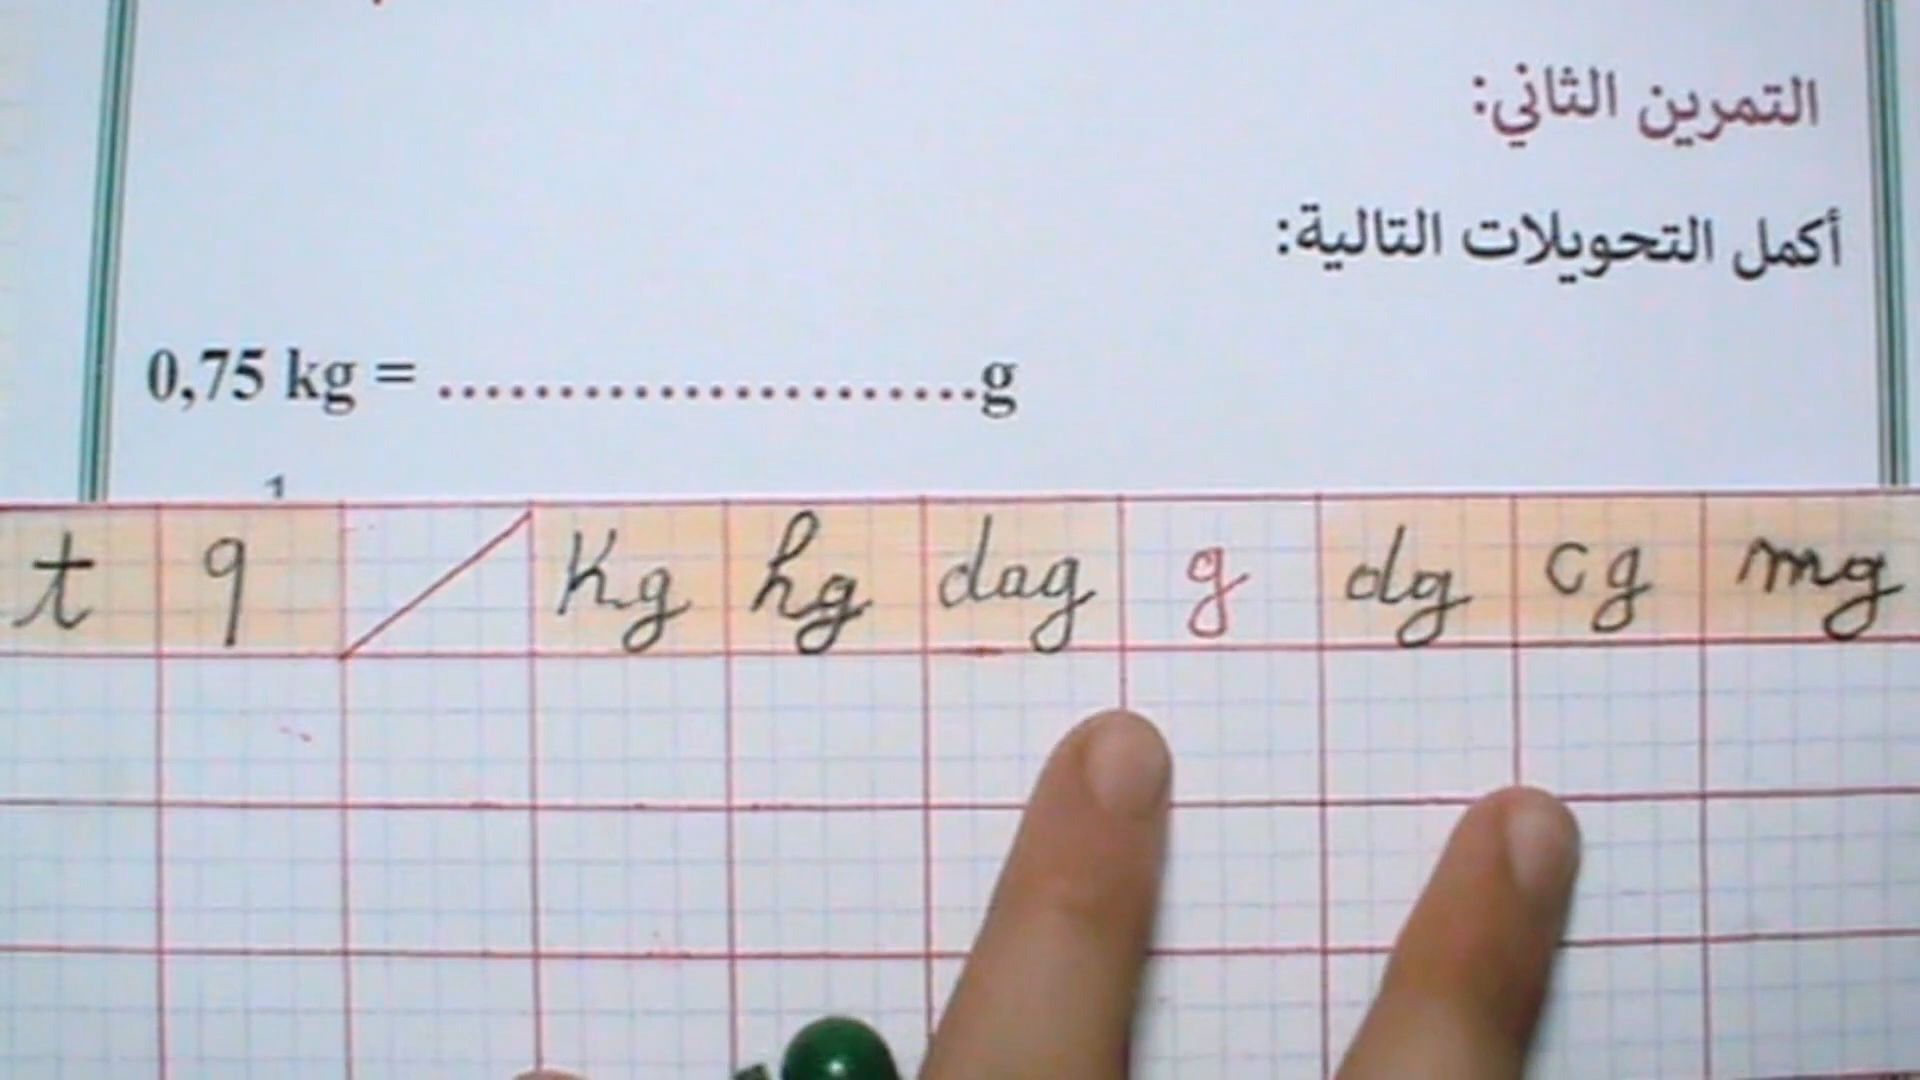 التمرين الثاني:
أكمل التحويلات التالية:
0,75 kg = ......................g
1
t q Kg hg dag g dg cg mg